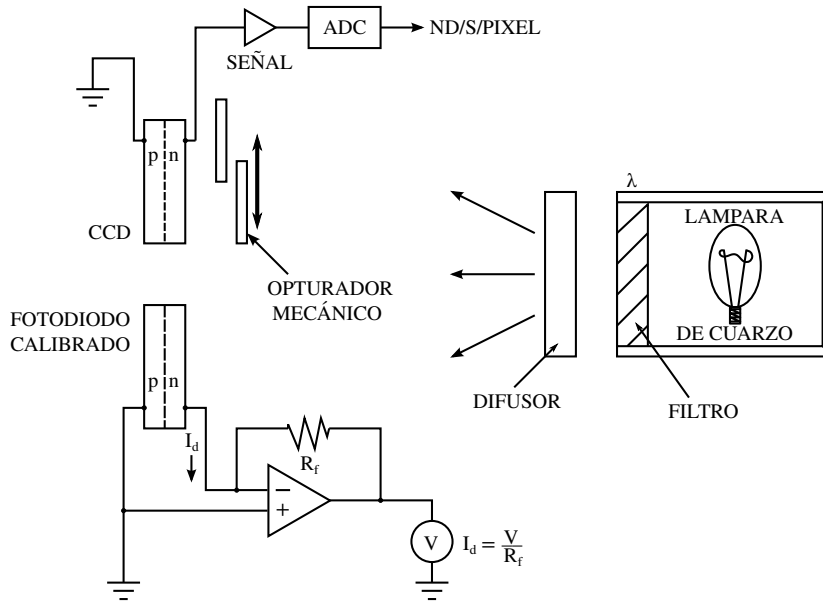 ADC
ND/S/PIXEL
SEÑAL
p n
CCD
OPTURADOR
MECÁNICO
λ
LAMPARA
DE CUARZO
FOTODIODO
CALIBRADO
p n
DIFUSOR
FILTRO
I_d
R_f
−
+
V
I_d = V/R_f